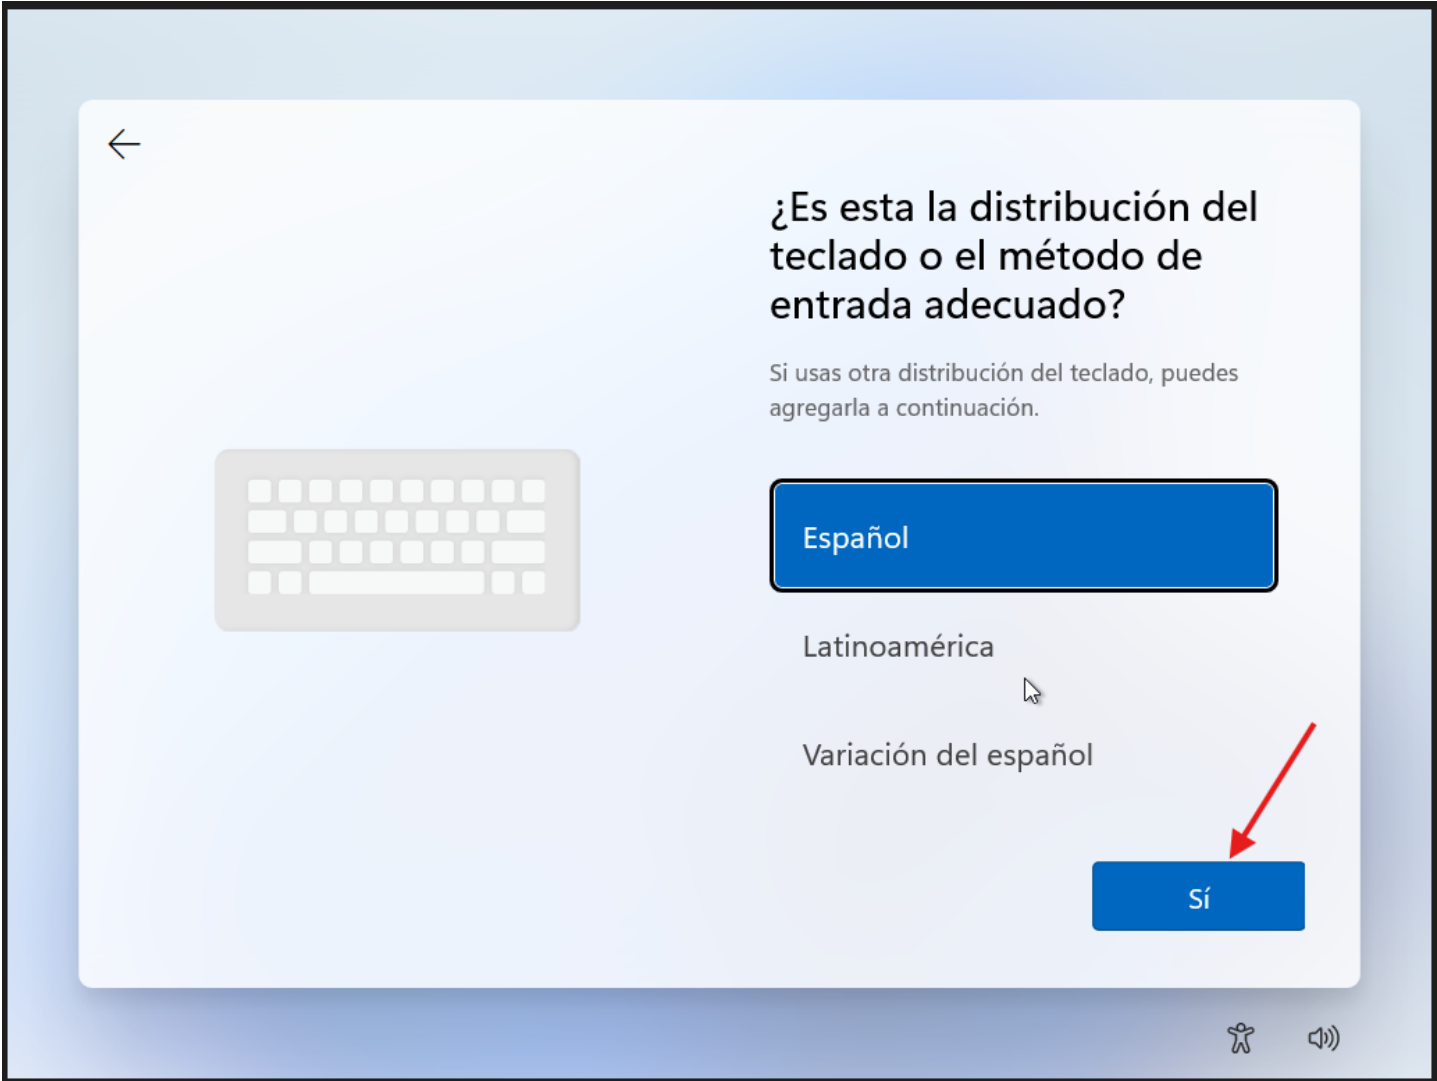 ¿Es esta la distribución del
teclado o el método de
entrada adecuado?
Si usas otra distribución del teclado, puedes
agregarla a continuación.
Español
Latinoamérica
Variación del español
Sí